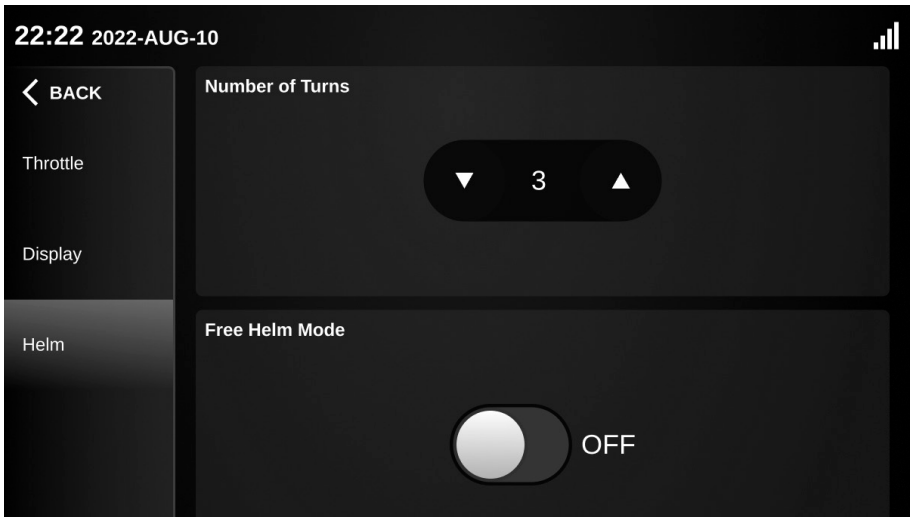 22:22 2022-AUG-10
BACK
Throttle
Display
Helm
Number of Turns
3
Free Helm Mode
OFF